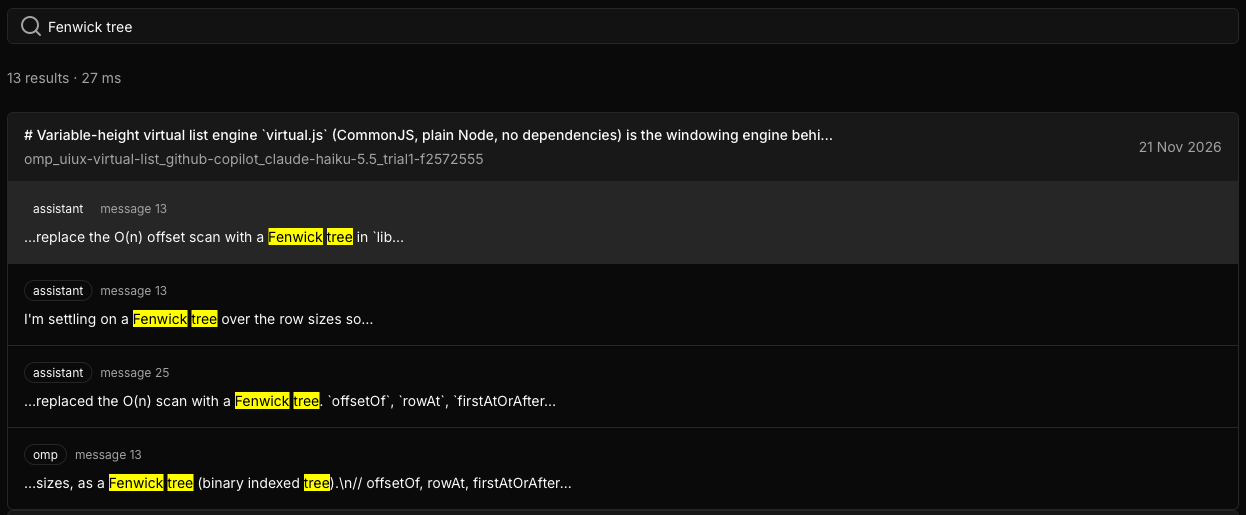 Fenwick tree
13 results · 27 ms
# Variable-height virtual list engine `virtual.js` (CommonJS, plain Node, no dependencies) is the windowing engine behi...
omp_uiux-virtual-list_github-copilot_claude-haiku-5.5_trial1-f2572555
21 Nov 2026
assistant message 13
...replace the O(n) offset scan with a Fenwick tree in `lib...
assistant message 13
I'm settling on a Fenwick tree over the row sizes so...
assistant message 25
...replaced the O(n) scan with a Fenwick tree. `offsetOf`, `rowAt`, `firstAtOrAfter...
omp message 13
...sizes, as a Fenwick tree (binary indexed tree).\n// offsetOf, rowAt, firstAtOrAfter...